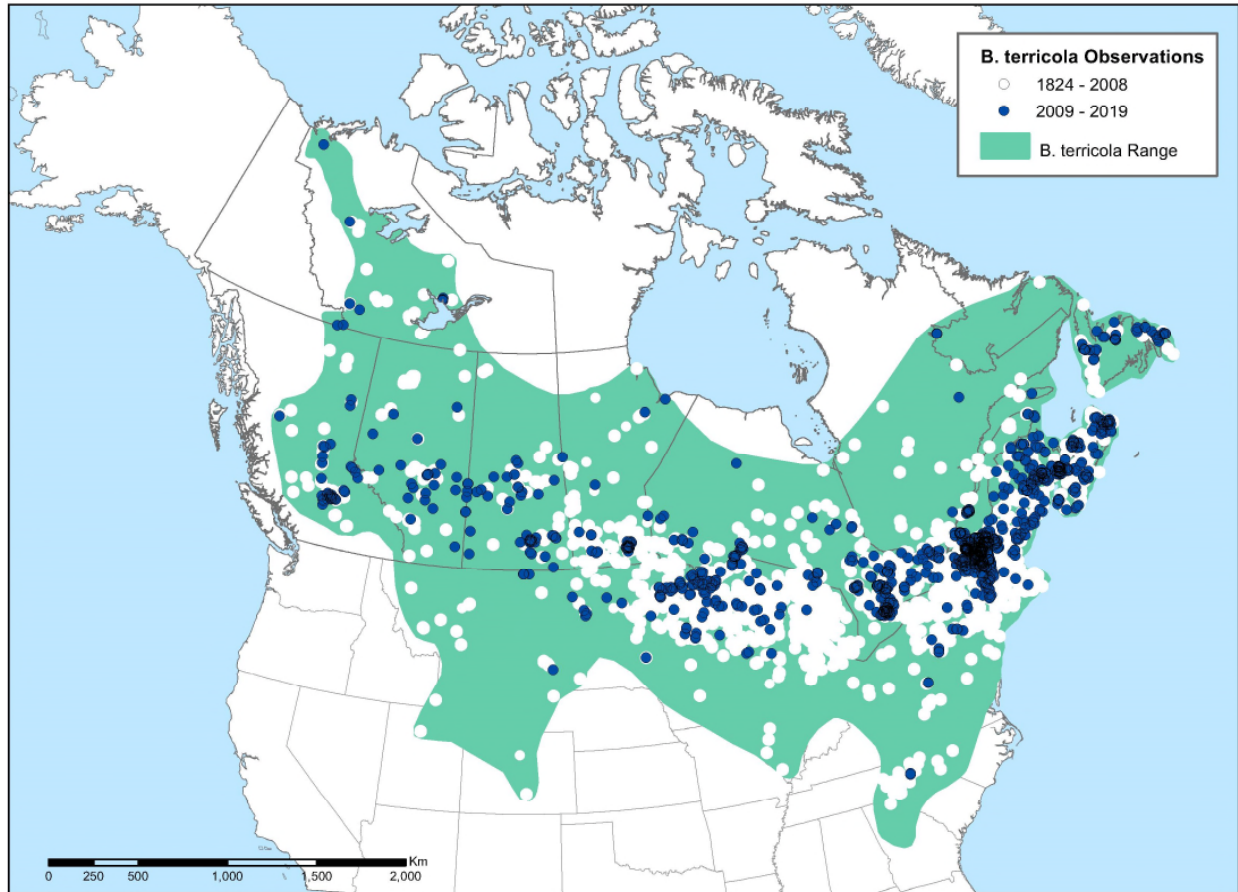 B. terricola Observations
1824 - 2008
2009 - 2019
B. terricola Range
Km
0 250 500 1,000 1,500 2,000